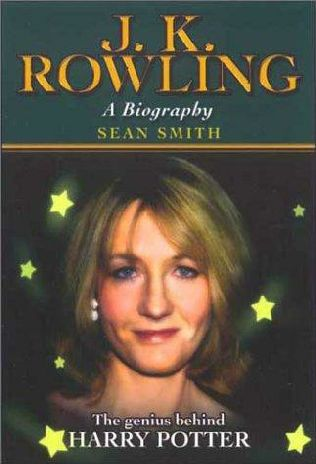 J. K.
ROWLING
A Biography
SEAN SMITH
The genius behind
HARRY POTTER